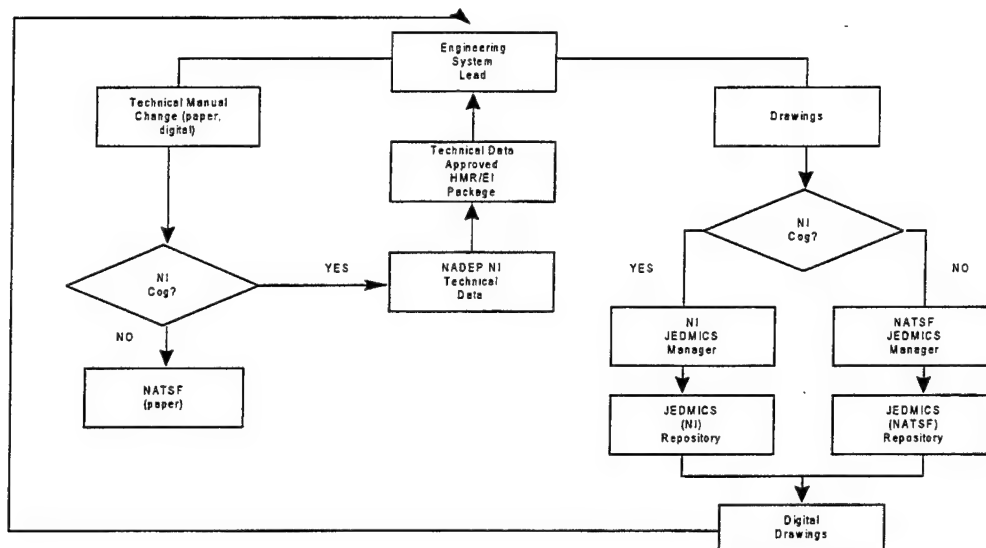 Engineering
System
Lead
Technical Manual
Change (paper,
digital)
Drawings
Technical Data
Approved
HMR/EI
Package
NI
Cog?
YES
NO
NADEP NI
Technical
Data
NATSF
(paper)
NI
Cog?
YES
NO
NI
JEDMICS
Manager
NATSF
JEDMICS
Manager
JEDMICS
(NI)
Repository
JEDMICS
(NATSF)
Repository
Digital
Drawings